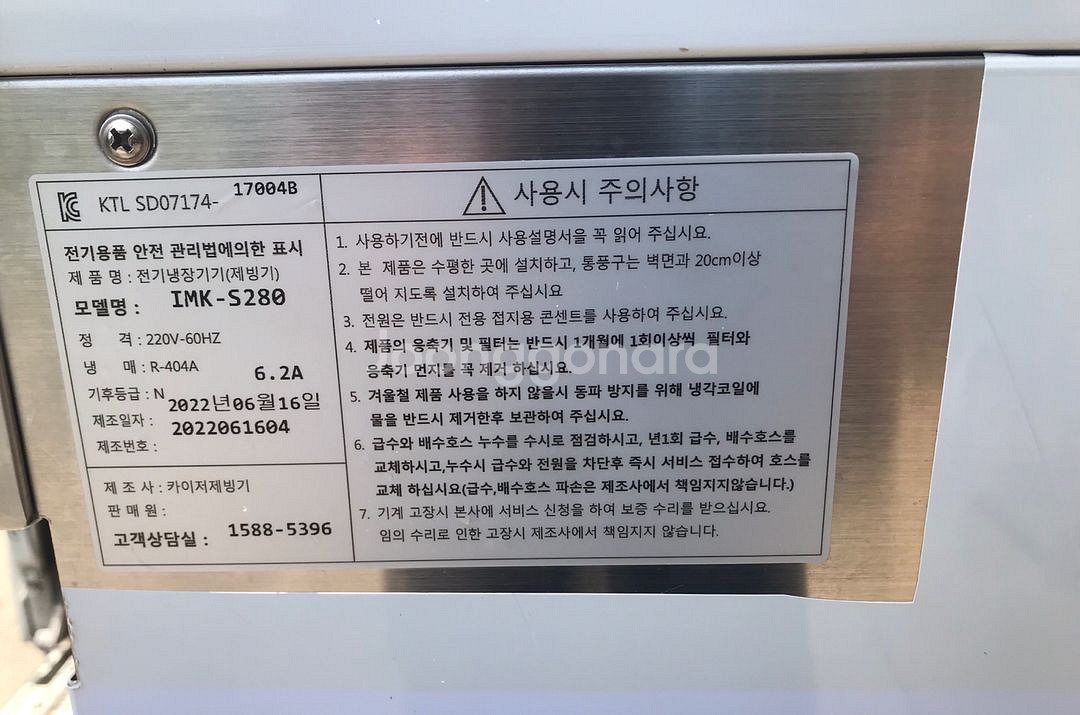 KTL SD07174- 17004B
전기용품 안전 관리법에의한 표시
제 품 명 : 전기냉장기기(제빙기)
모델명 : IMK-S280
정 격 : 220V-60HZ
냉 매 : R-404A 6.2A
기후등급 : N
제조일자 : 2022년06월16일
제조번호 : 2022061604
제 조 사 : 카이저제빙기
판 매 원 :
고객상담실 : 1588-5396
사용시 주의사항
1. 사용하기전에 반드시 사용설명서을 꼭 읽어 주십시요.
2. 본 제품은 수평한 곳에 설치하고, 통풍구는 벽면과 20cm이상
떨어 지도록 설치하여 주십시요
3. 전원은 반드시 전용 접지용 콘센트를 사용하여 주십시요.
4. 제품의 응축기 및 필터는 반드시 1개월에 1회이상씩 필터와
응축기 먼지를 꼭 제거 하십시요.
5. 겨울철 제품 사용을 하지 않을시 동파 방지를 위해 냉각코일에
물을 반드시 제거한후 보관하여 주십시요.
6. 급수와 배수호스 누수를 수시로 점검하시고, 년1회 급수, 배수호스를
교체하시고,누수시 급수와 전원을 차단후 즉시 서비스 접수하여 호스를
교체 하십시요(급수,배수호스 파손은 제조사에서 책임지지않습니다.)
7. 기계 고장시 본사에 서비스 신청을 하여 보증 수리를 받으십시요.
임의 수리로 인한 고장시 제조사에서 책임지지 않습니다.
joonggonara